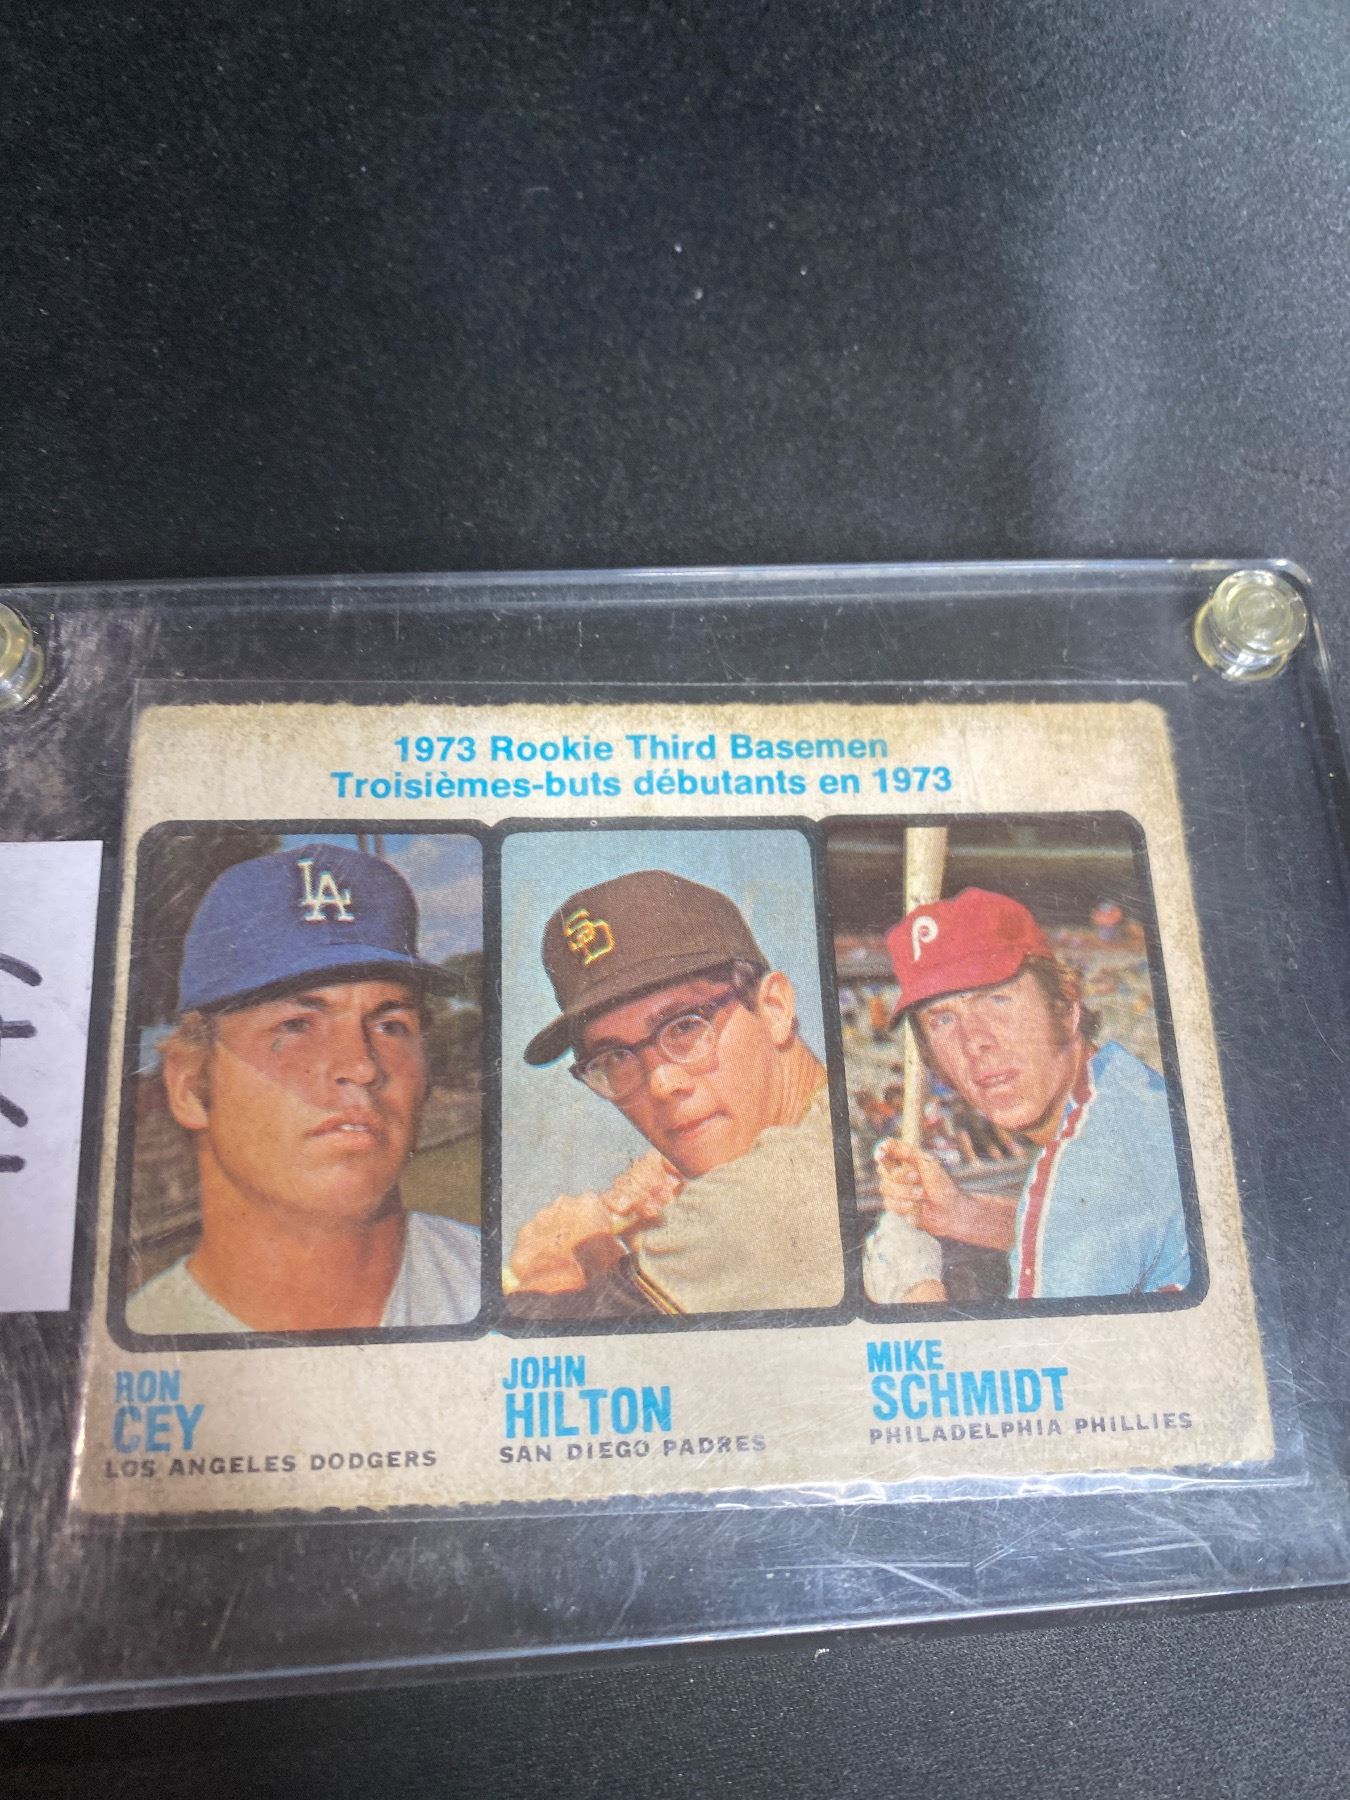 1973 Rookie Third Basemen
Troisièmes-buts débutants en 1973
LA
SD
P
RON
CEY
LOS ANGELES DODGERS
JOHN
HILTON
SAN DIEGO PADRES
MIKE
SCHMIDT
PHILADELPHIA PHILLIES